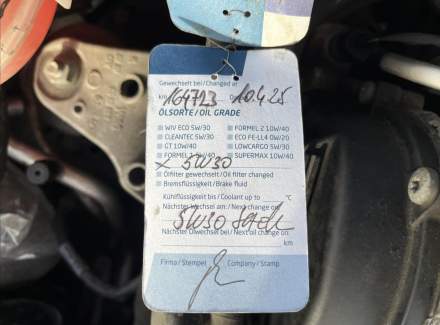 Gewechselt bei / Changed at
km 164723 10.4.25
ÖLSORTE / OIL GRADE
WIV ECO 5W/30 FORMEL 2 10W/40
CLEANTEC 5W/30 ECO FE-LL4 0W/20
GT 10W/40 LOWCARGO 5W/30
FORMEL SUPERMAX 10W/40
x 5W30
Ölfilter gewechselt / Oil filter changed
Bremsflüssigkeit / Brake fluid
Kühlflüssigkeit bis / Coolant up to °C
Nächster Wechsel am: / Next change on:
5W30
Nächster Ölwechsel bei / Next oil change on:
km
Firma / Stempel Company / Stamp